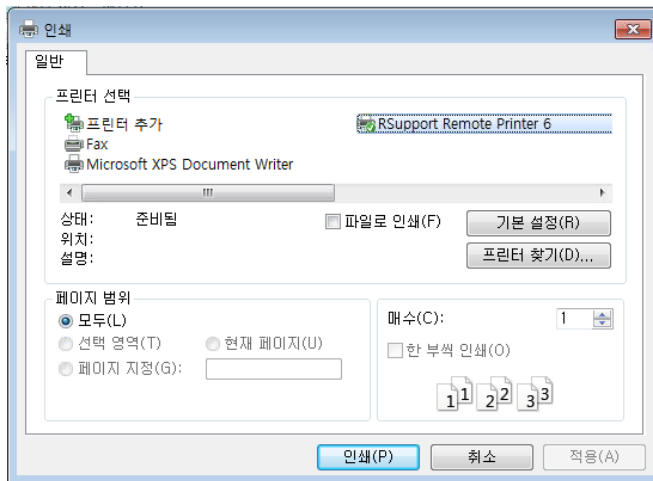 인쇄
일반
프린터 선택
프린터 추가
RSupport Remote Printer 6
Fax
Microsoft XPS Document Writer
상태: 준비됨
파일로 인쇄(F)
기본 설정(R)
위치:
설명:
프린터 찾기(D)...
페이지 범위
모두(L)
선택 영역(T)
현재 페이지(U)
페이지 지정(G):
매수(C): 1
한 부씩 인쇄(O)
1 1 2 2 3 3
인쇄(P)
취소
적용(A)